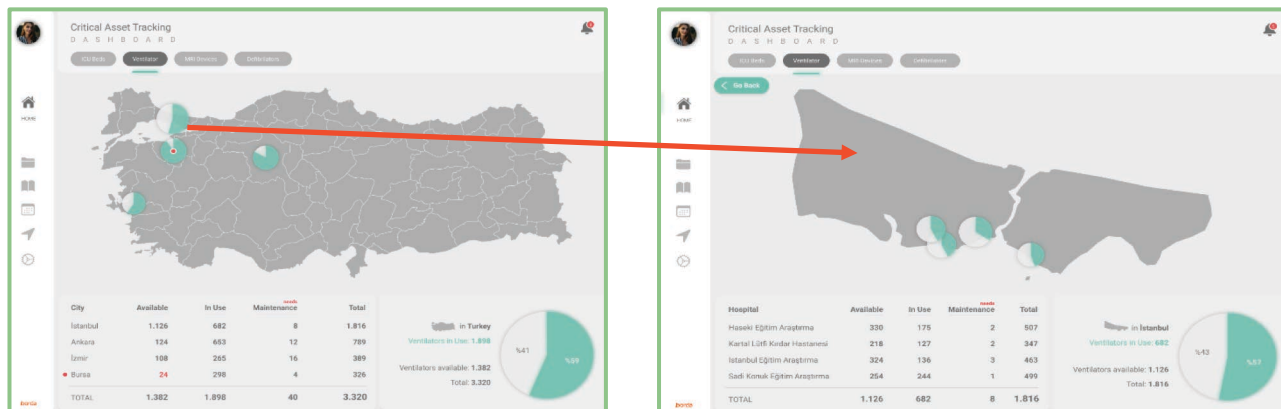 Critical Asset Tracking
DASHBOARD
ICU Beds Ventilator MRI Devices Defibrillators
HOME
City Available In Use needs Maintenance Total
İstanbul 1.126 682 8 1.816
Ankara 124 653 12 789
İzmir 108 265 16 389
Bursa 24 298 4 326
TOTAL 1.382 1.898 40 3.320
in Turkey
Ventilators in Use: 1.898
Ventilators available: 1.382
Total: 3.320
%41
%59
borda
Critical Asset Tracking
DASHBOARD
ICU Beds Ventilator MRI Devices Defibrillator
Go Back
HOME
Hospital Available In Use needs Maintenance Total
Haseki Eğitim Araştırma 330 175 2 507
Kartal Lütfi Kırdar Hastanesi 218 127 2 347
İstanbul Eğitim Araştırma 324 136 3 463
Sadi Konuk Eğitim Araştırma 254 244 1 499
TOTAL 1.126 682 8 1.816
in İstanbul
Ventilators in Use: 682
Ventilators available: 1.126
Total: 1.816
%43
%57
borda